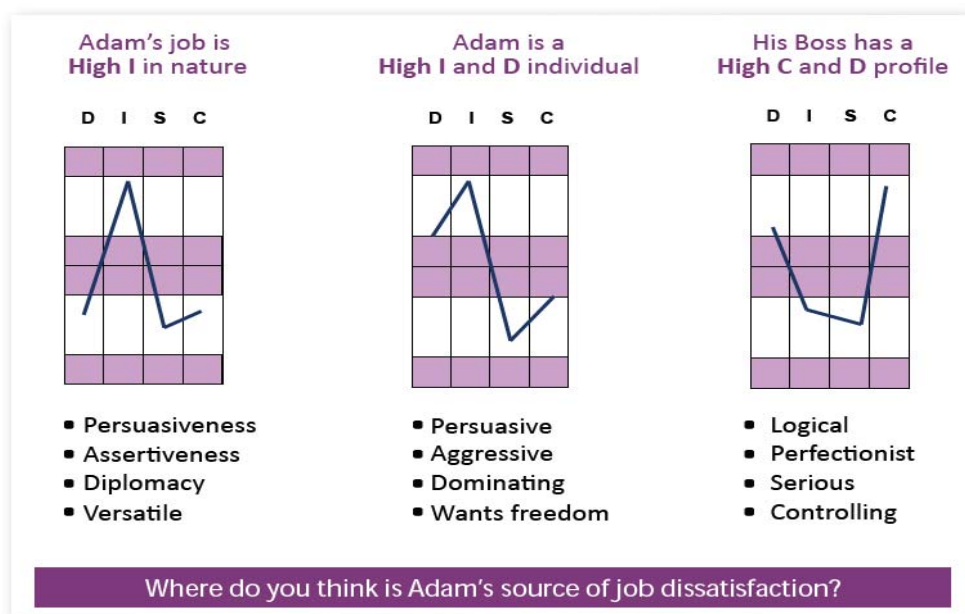 Adam's job is
High I in nature
D I S C
• Persuasiveness
• Assertiveness
• Diplomacy
• Versatile
Adam is a
High I and D individual
D I S C
• Persuasive
• Aggressive
• Dominating
• Wants freedom
His Boss has a
High C and D profile
D I S C
• Logical
• Perfectionist
• Serious
• Controlling
Where do you think is Adam's source of job dissatisfaction?